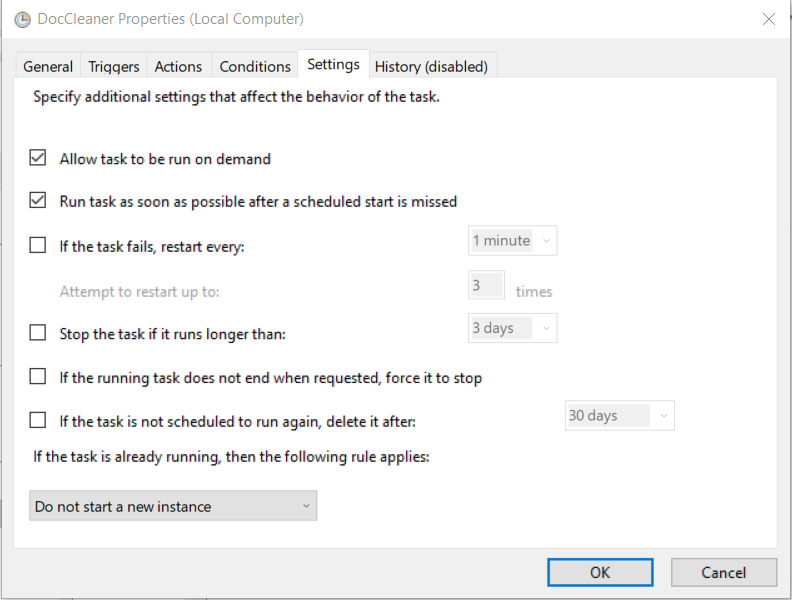 DocCleaner Properties (Local Computer)
General Triggers Actions Conditions Settings History (disabled)
Specify additional settings that affect the behavior of the task.
Allow task to be run on demand
Run task as soon as possible after a scheduled start is missed
If the task fails, restart every: 1 minute
Attempt to restart up to: 3 times
Stop the task if it runs longer than: 3 days
If the running task does not end when requested, force it to stop
If the task is not scheduled to run again, delete it after: 30 days
If the task is already running, then the following rule applies:
Do not start a new instance
OK Cancel